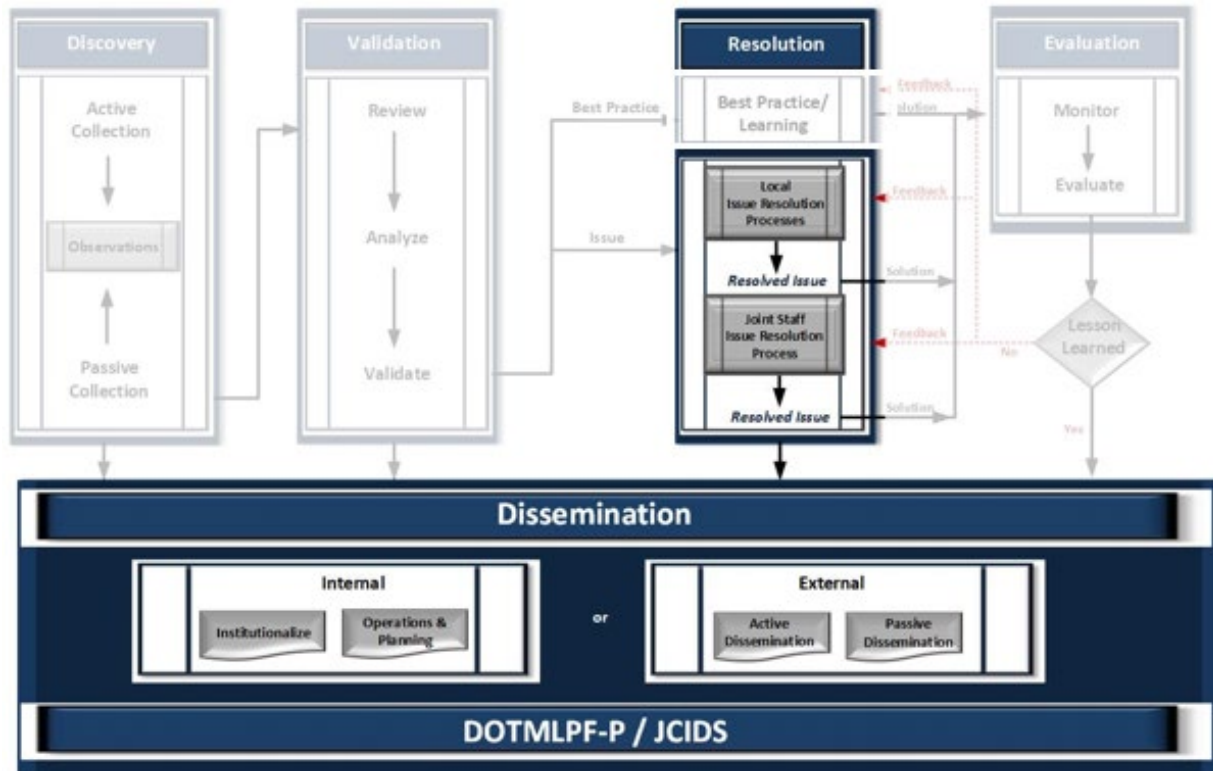 Discovery
Active
Collection
Observations
Passive
Collection
Validation
Review
Analyze
Validate
Best Practice
Issue
Resolution
Best Practice/
Learning
Local
Issue Resolution
Processes
Resolved Issue
Joint Staff
Issue Resolution
Process
Resolved Issue
Feedback
lution
Feedback
Solution
Feedback
Solution
Evaluation
Monitor
Evaluate
Lesson
Learned
No
Yes
Dissemination
Internal
Institutionalize
Operations &
Planning
or
External
Active
Dissemination
Passive
Dissemination
DOTMLPF-P / JCIDS